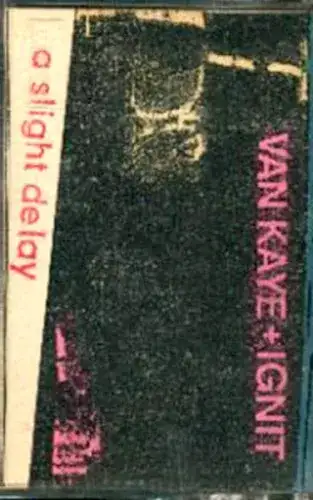 VAN KAYE + IGNIT
a slight delay